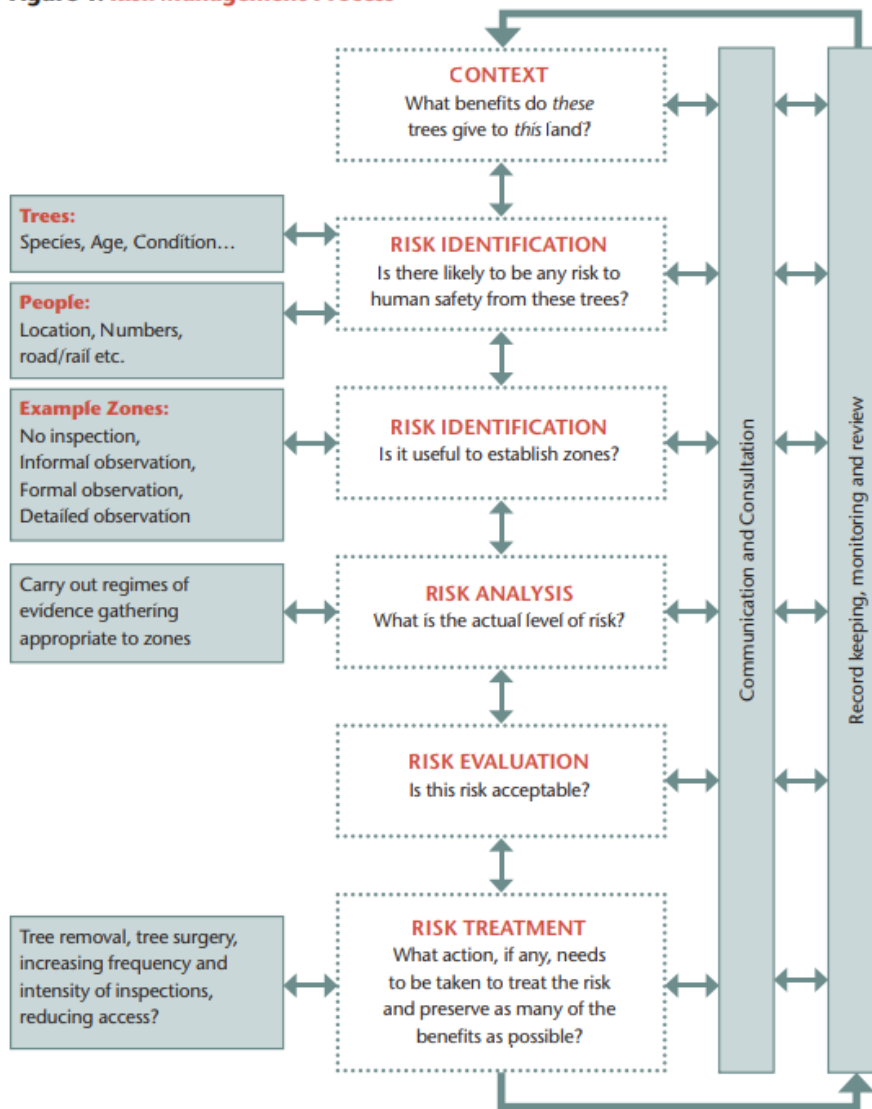 CONTEXT
What benefits do these
trees give to this land?
Trees:
Species, Age, Condition…
RISK IDENTIFICATION
Is there likely to be any risk to
human safety from these trees?
People:
Location, Numbers,
road/rail etc.
Example Zones:
No inspection,
Informal observation,
Formal observation,
Detailed observation
RISK IDENTIFICATION
Is it useful to establish zones?
Carry out regimes of
evidence gathering
appropriate to zones
RISK ANALYSIS
What is the actual level of risk?
RISK EVALUATION
Is this risk acceptable?
Tree removal, tree surgery,
increasing frequency and
intensity of inspections,
reducing access?
RISK TREATMENT
What action, if any, needs
to be taken to treat the risk
and preserve as many of the
benefits as possible?
Communication and Consultation
Record keeping, monitoring and review